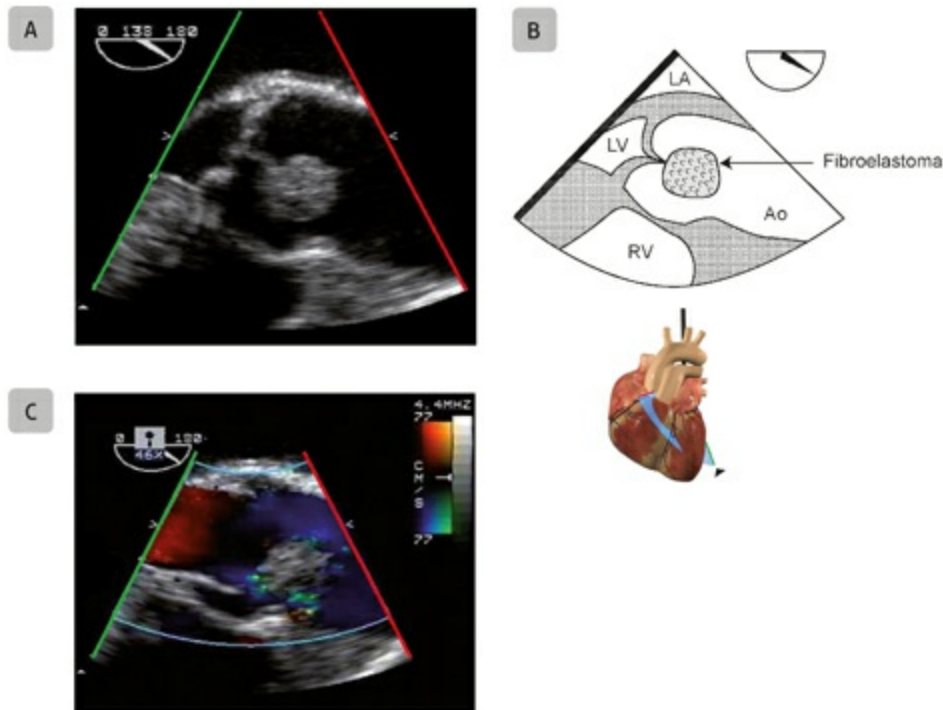 A
0 138 180
B
LA
LV
Fibroelastoma
Ao
RV
C
0 180
46X
4.4MHZ
77
CM/S
77